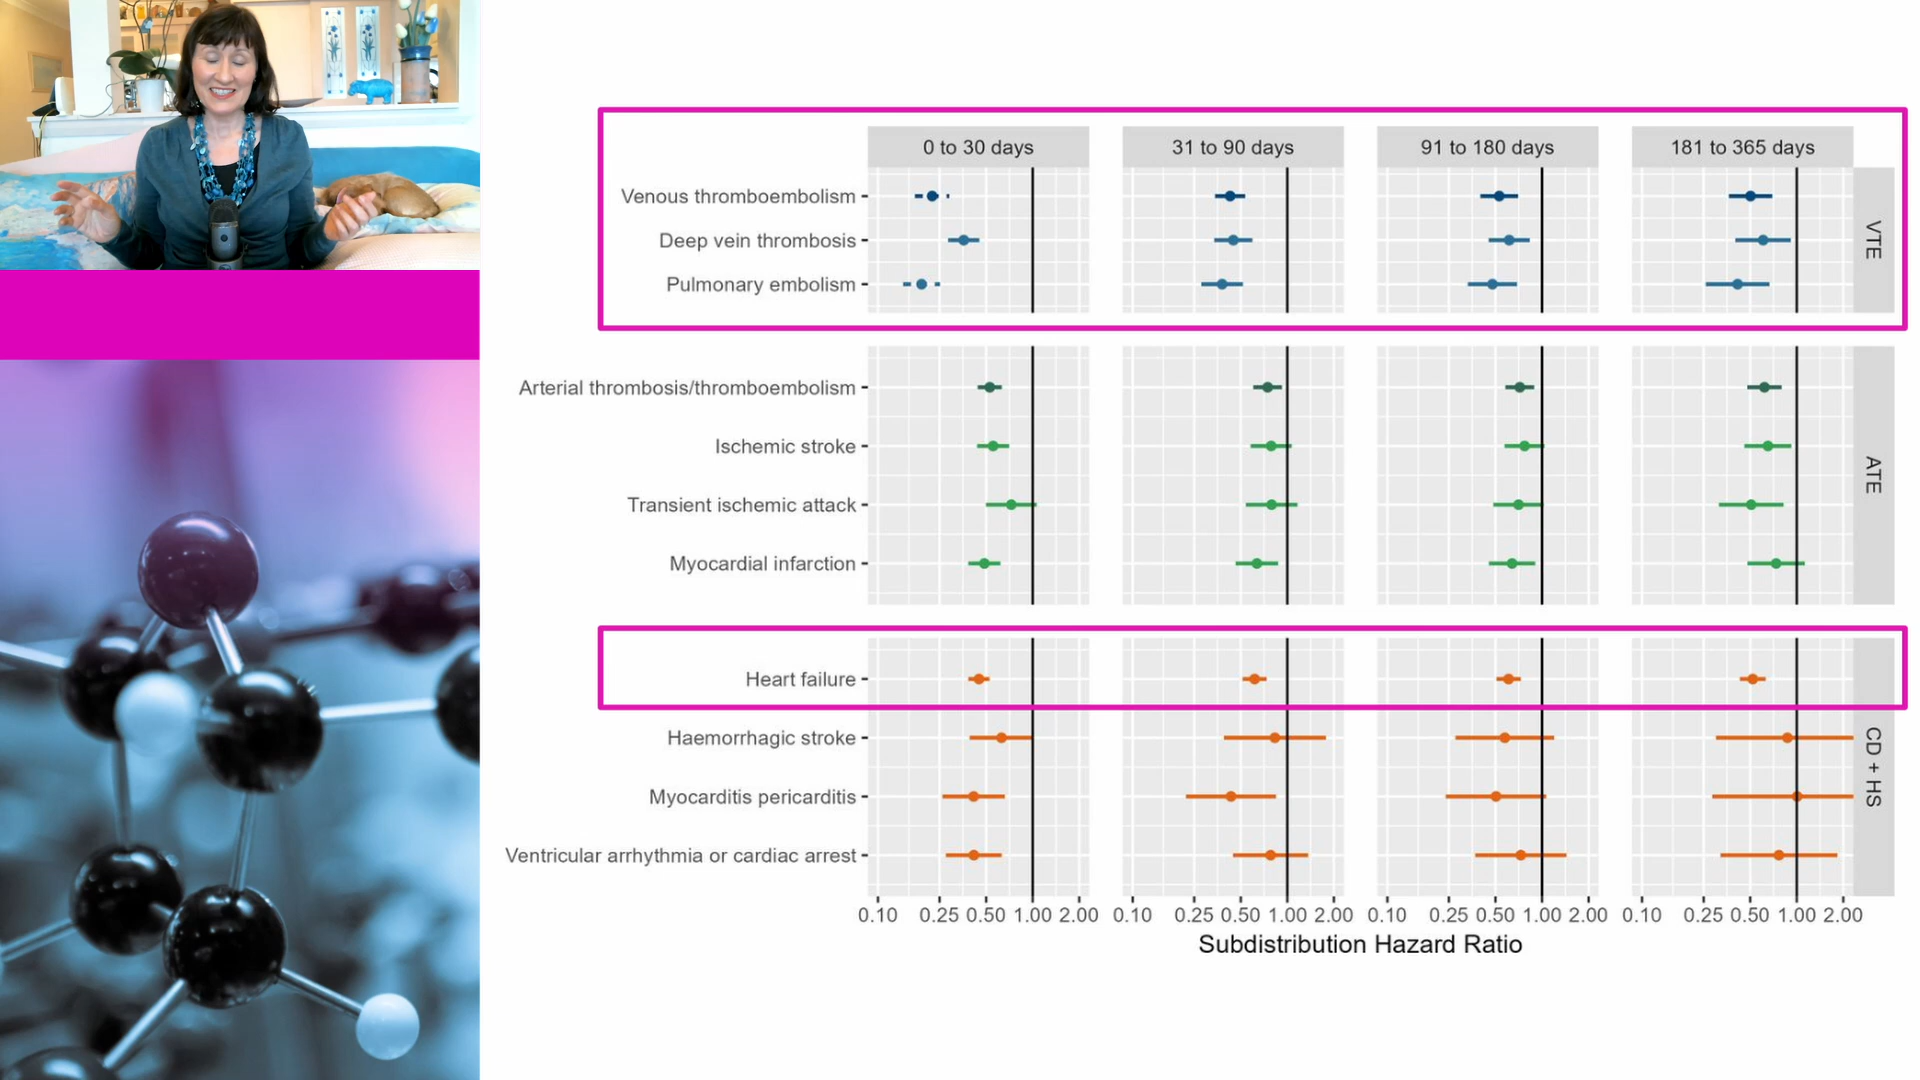 0 to 30 days 31 to 90 days 91 to 180 days 181 to 365 days
Venous thromboembolism
Deep vein thrombosis
Pulmonary embolism
VTE
Arterial thrombosis/thromboembolism
Ischemic stroke
Transient ischemic attack
Myocardial infarction
ATE
Heart failure
Haemorrhagic stroke
Myocarditis pericarditis
Ventricular arrhythmia or cardiac arrest
CD + HS
0.10 0.25 0.50 1.00 2.00 0.10 0.25 0.50 1.00 2.00 0.10 0.25 0.50 1.00 2.00 0.10 0.25 0.50 1.00 2.00
Subdistribution Hazard Ratio